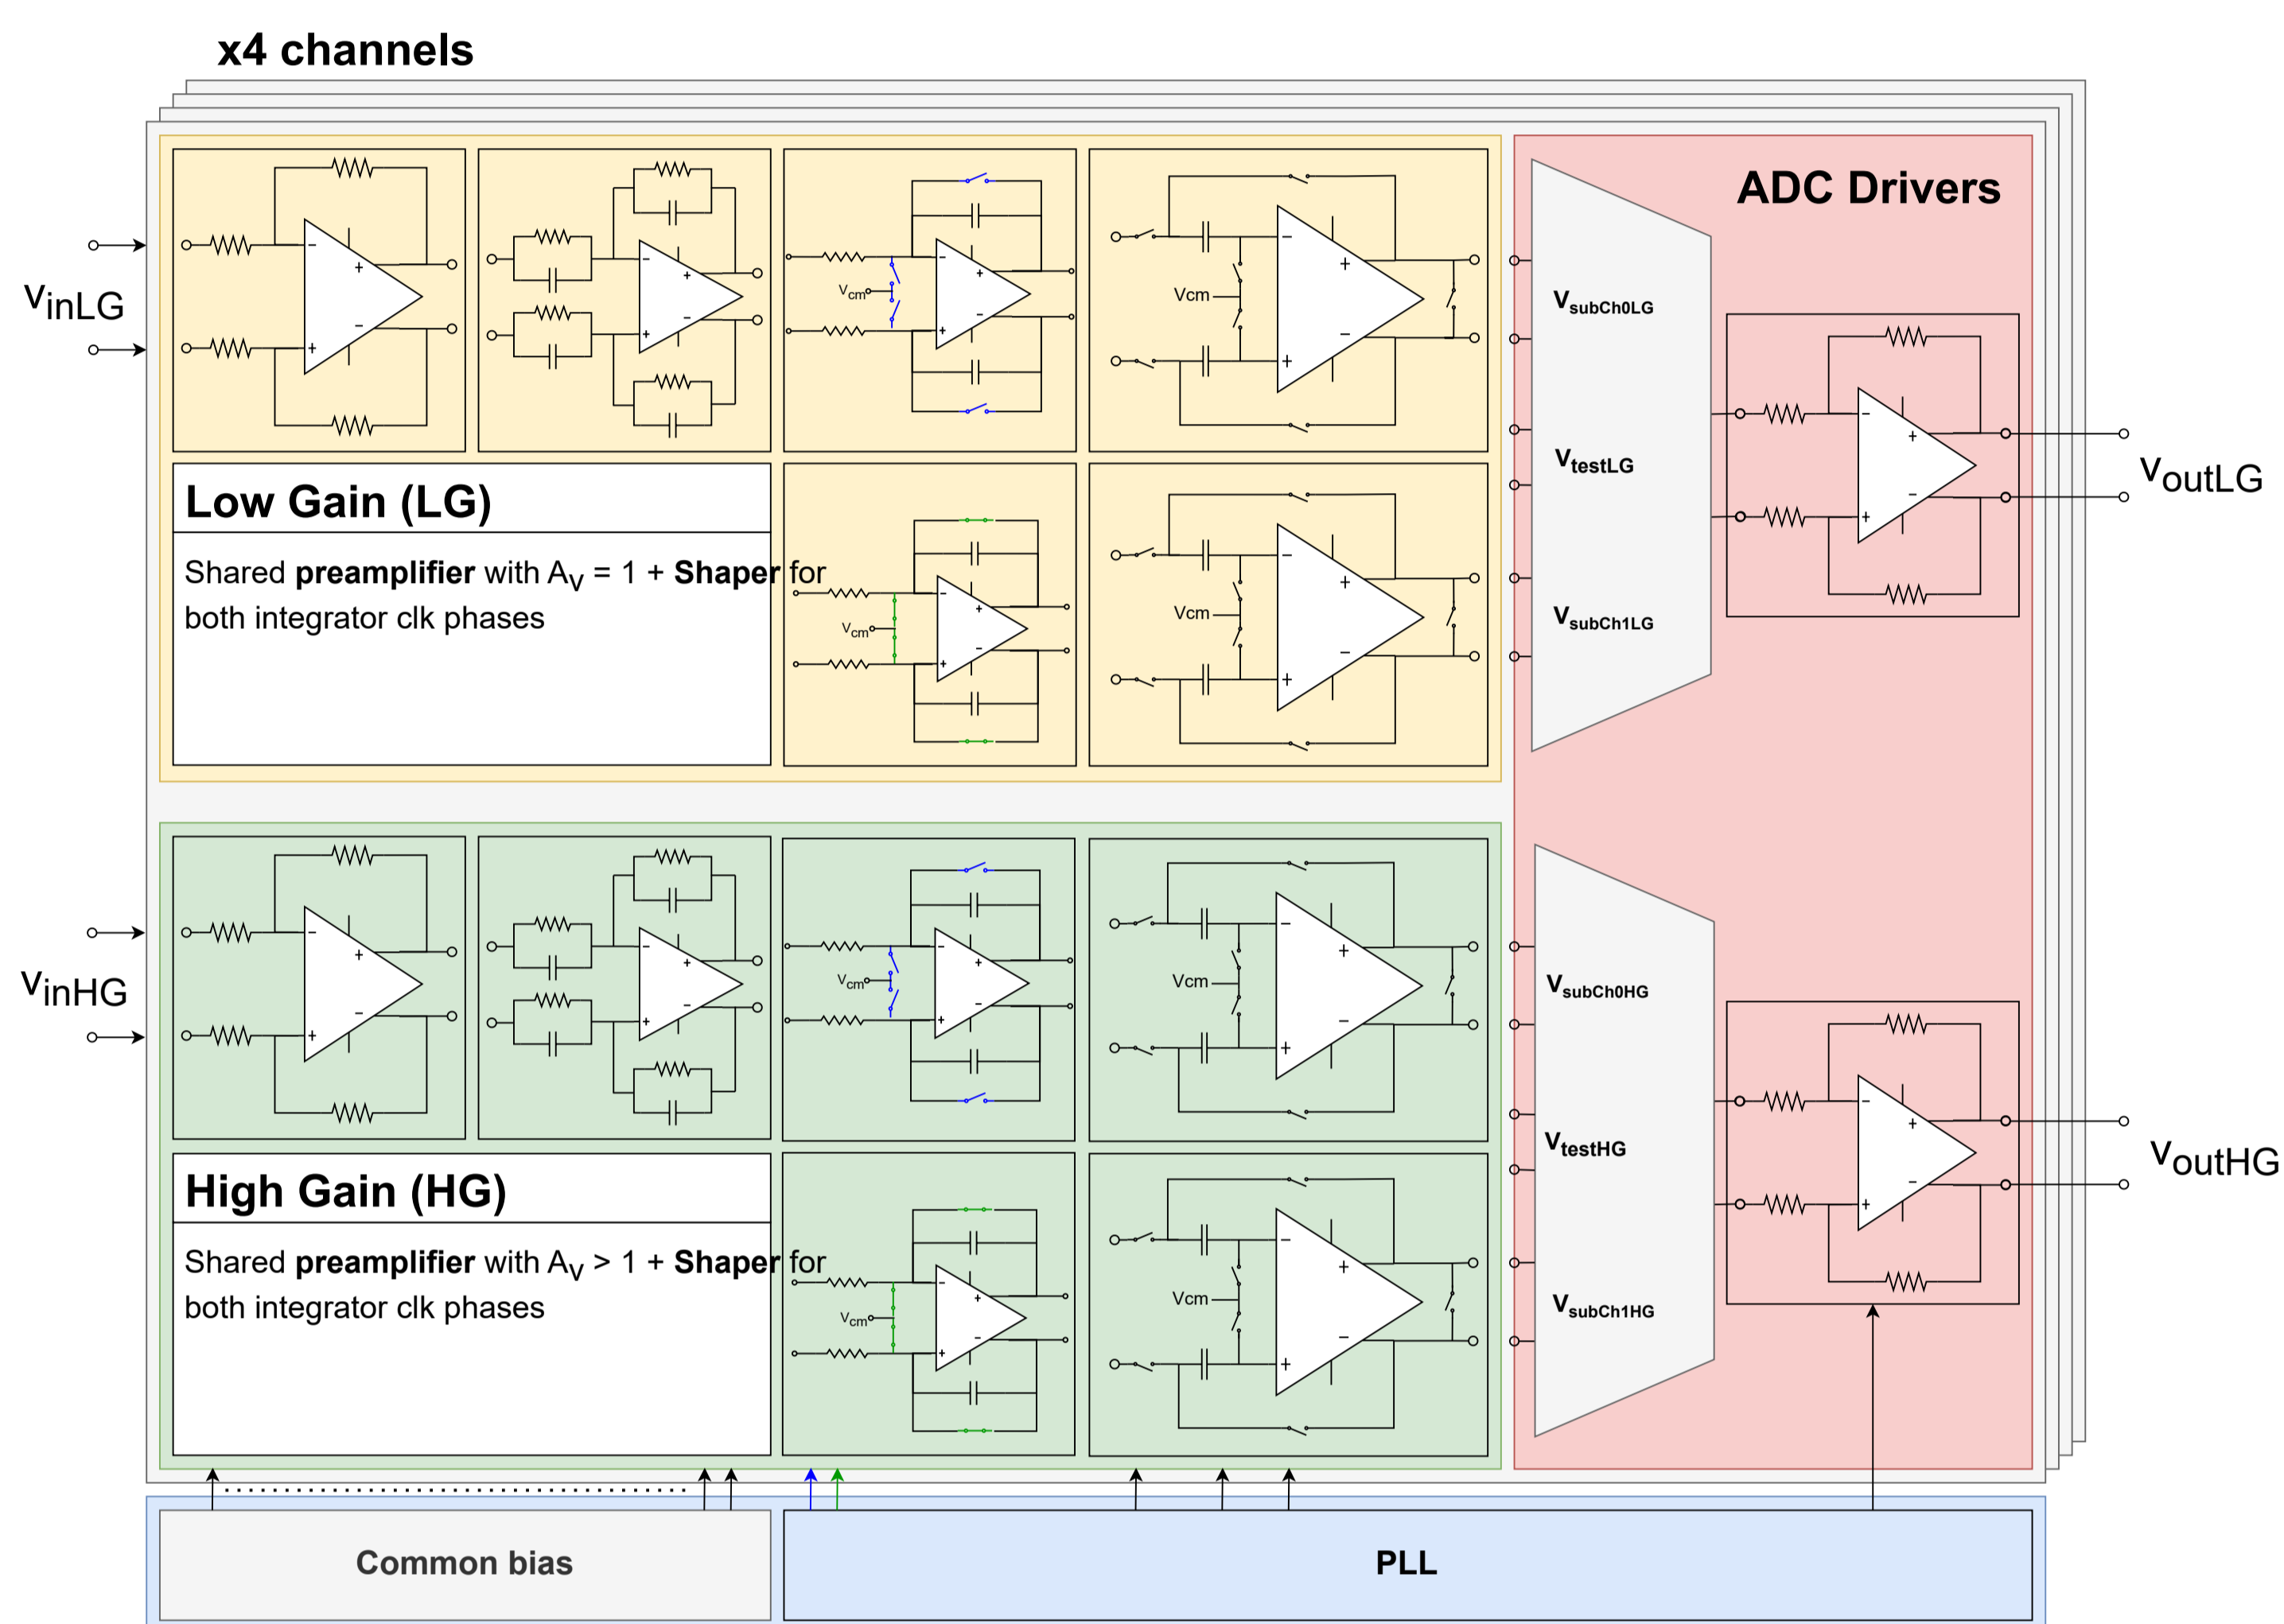 x4 channels
ADC Drivers
VinLG
Vcm
Vcm
VsubCh0LG
VtestLG
VsubCh1LG
VoutLG
Low Gain (LG)
Shared preamplifier with AV = 1 + Shaper for
both integrator clk phases
Vcm
Vcm
VinHG
Vcm
Vcm
VsubCh0HG
VtestHG
VsubCh1HG
VoutHG
High Gain (HG)
Shared preamplifier with AV > 1 + Shaper for
both integrator clk phases
Vcm
Vcm
Common bias
PLL